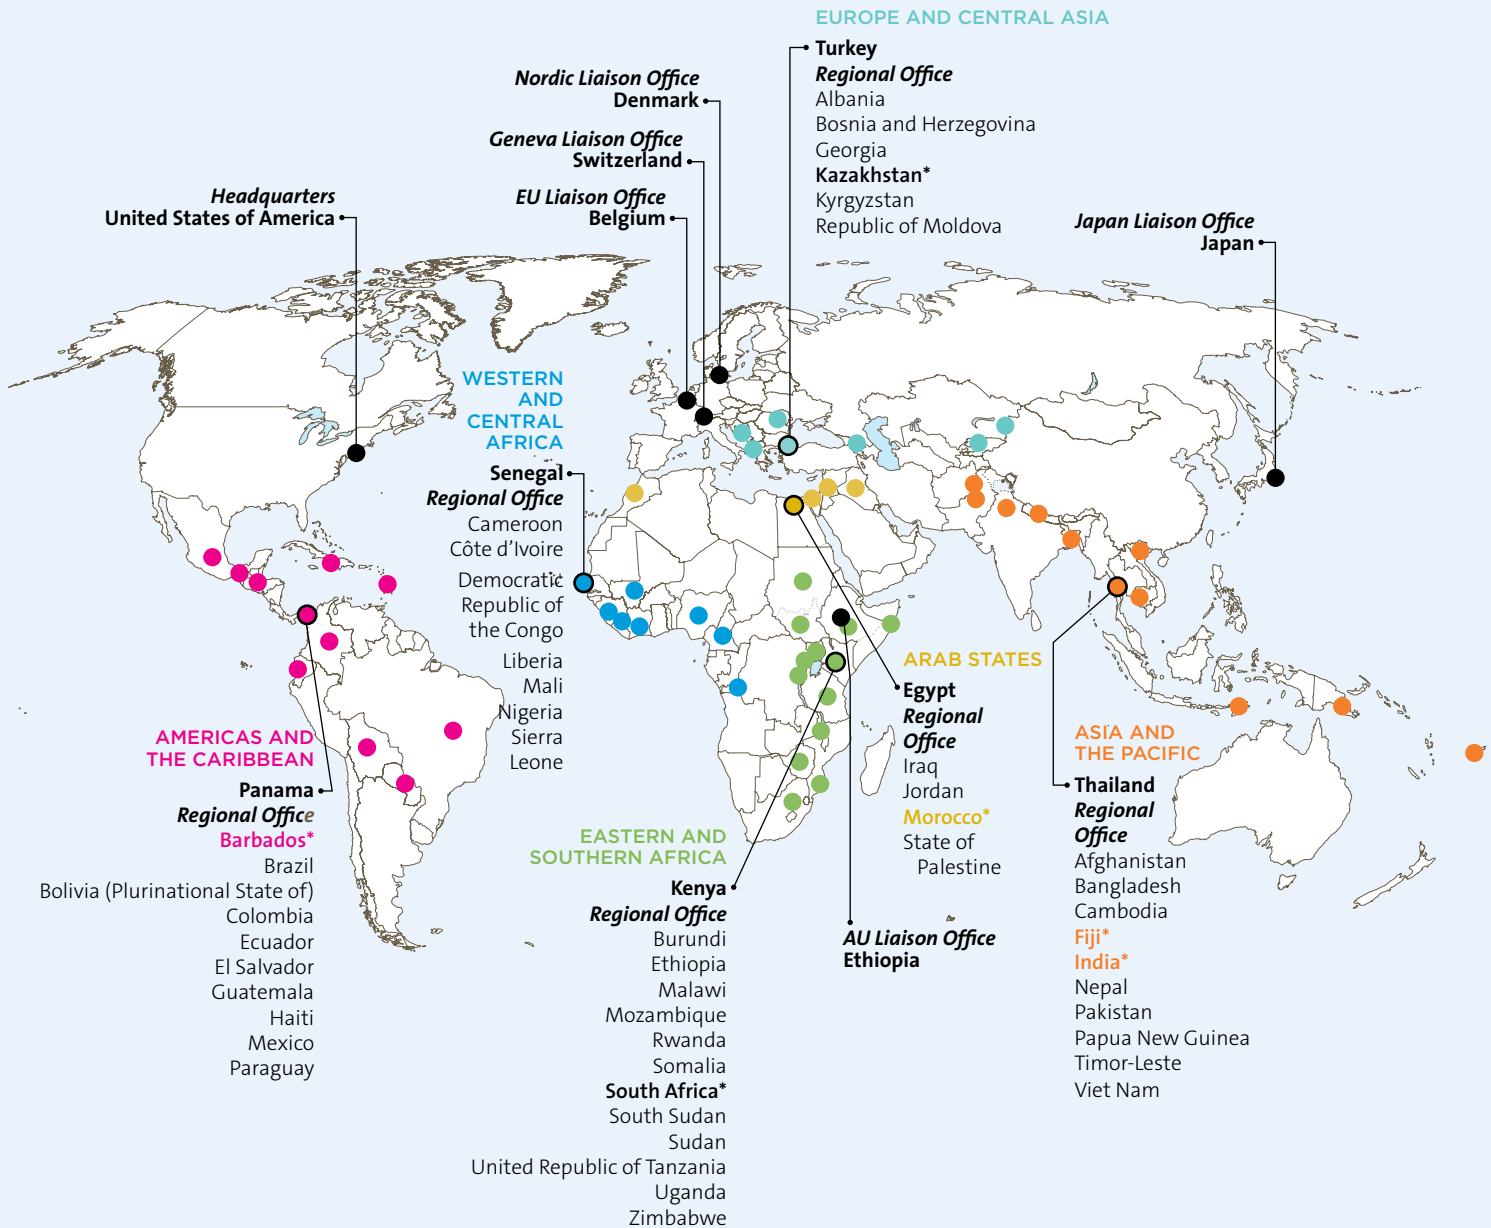 EUROPE AND CENTRAL ASIA
Turkey
Regional Office
Albania
Bosnia and Herzegovina
Georgia
Kazakhstan*
Kyrgyzstan
Republic of Moldova
Nordic Liaison Office
Denmark
Geneva Liaison Office
Switzerland
EU Liaison Office
Belgium
Headquarters
United States of America
Japan Liaison Office
Japan
WESTERN
AND
CENTRAL
AFRICA
Senegal
Regional Office
Cameroon
Côte d’Ivoire
Democratic
Republic of
the Congo
Liberia
Mali
Nigeria
Sierra
Leone
AMERICAS AND
THE CARIBBEAN
Panama
Regional Office
Barbados*
Brazil
Bolivia (Plurinational State of)
Colombia
Ecuador
El Salvador
Guatemala
Haiti
Mexico
Paraguay
EASTERN AND
SOUTHERN AFRICA
Kenya
Regional Office
Burundi
Ethiopia
Malawi
Mozambique
Rwanda
Somalia
South Africa*
South Sudan
Sudan
United Republic of Tanzania
Uganda
Zimbabwe
ARAB STATES
Egypt
Regional
Office
Iraq
Jordan
Morocco*
State of
Palestine
AU Liaison Office
Ethiopia
ASIA AND
THE PACIFIC
Thailand
Regional
Office
Afghanistan
Bangladesh
Cambodia
Fiji*
India*
Nepal
Pakistan
Papua New Guinea
Timor-Leste
Viet Nam